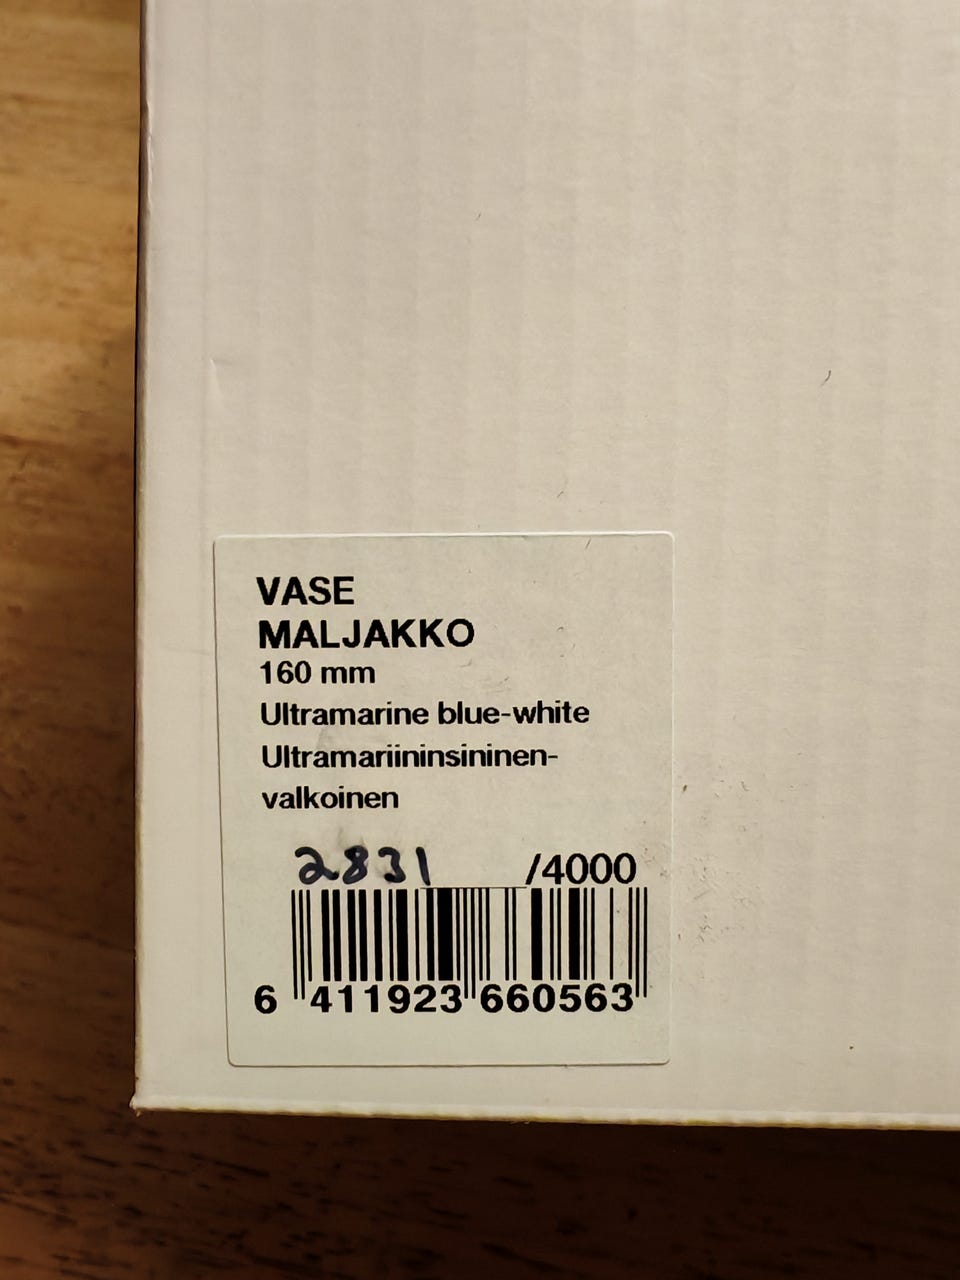 VASE
MALJAKKO
160 mm
Ultramarine blue-white
Ultramariininsininen-
valkoinen
2831 /4000
6 411923 660563